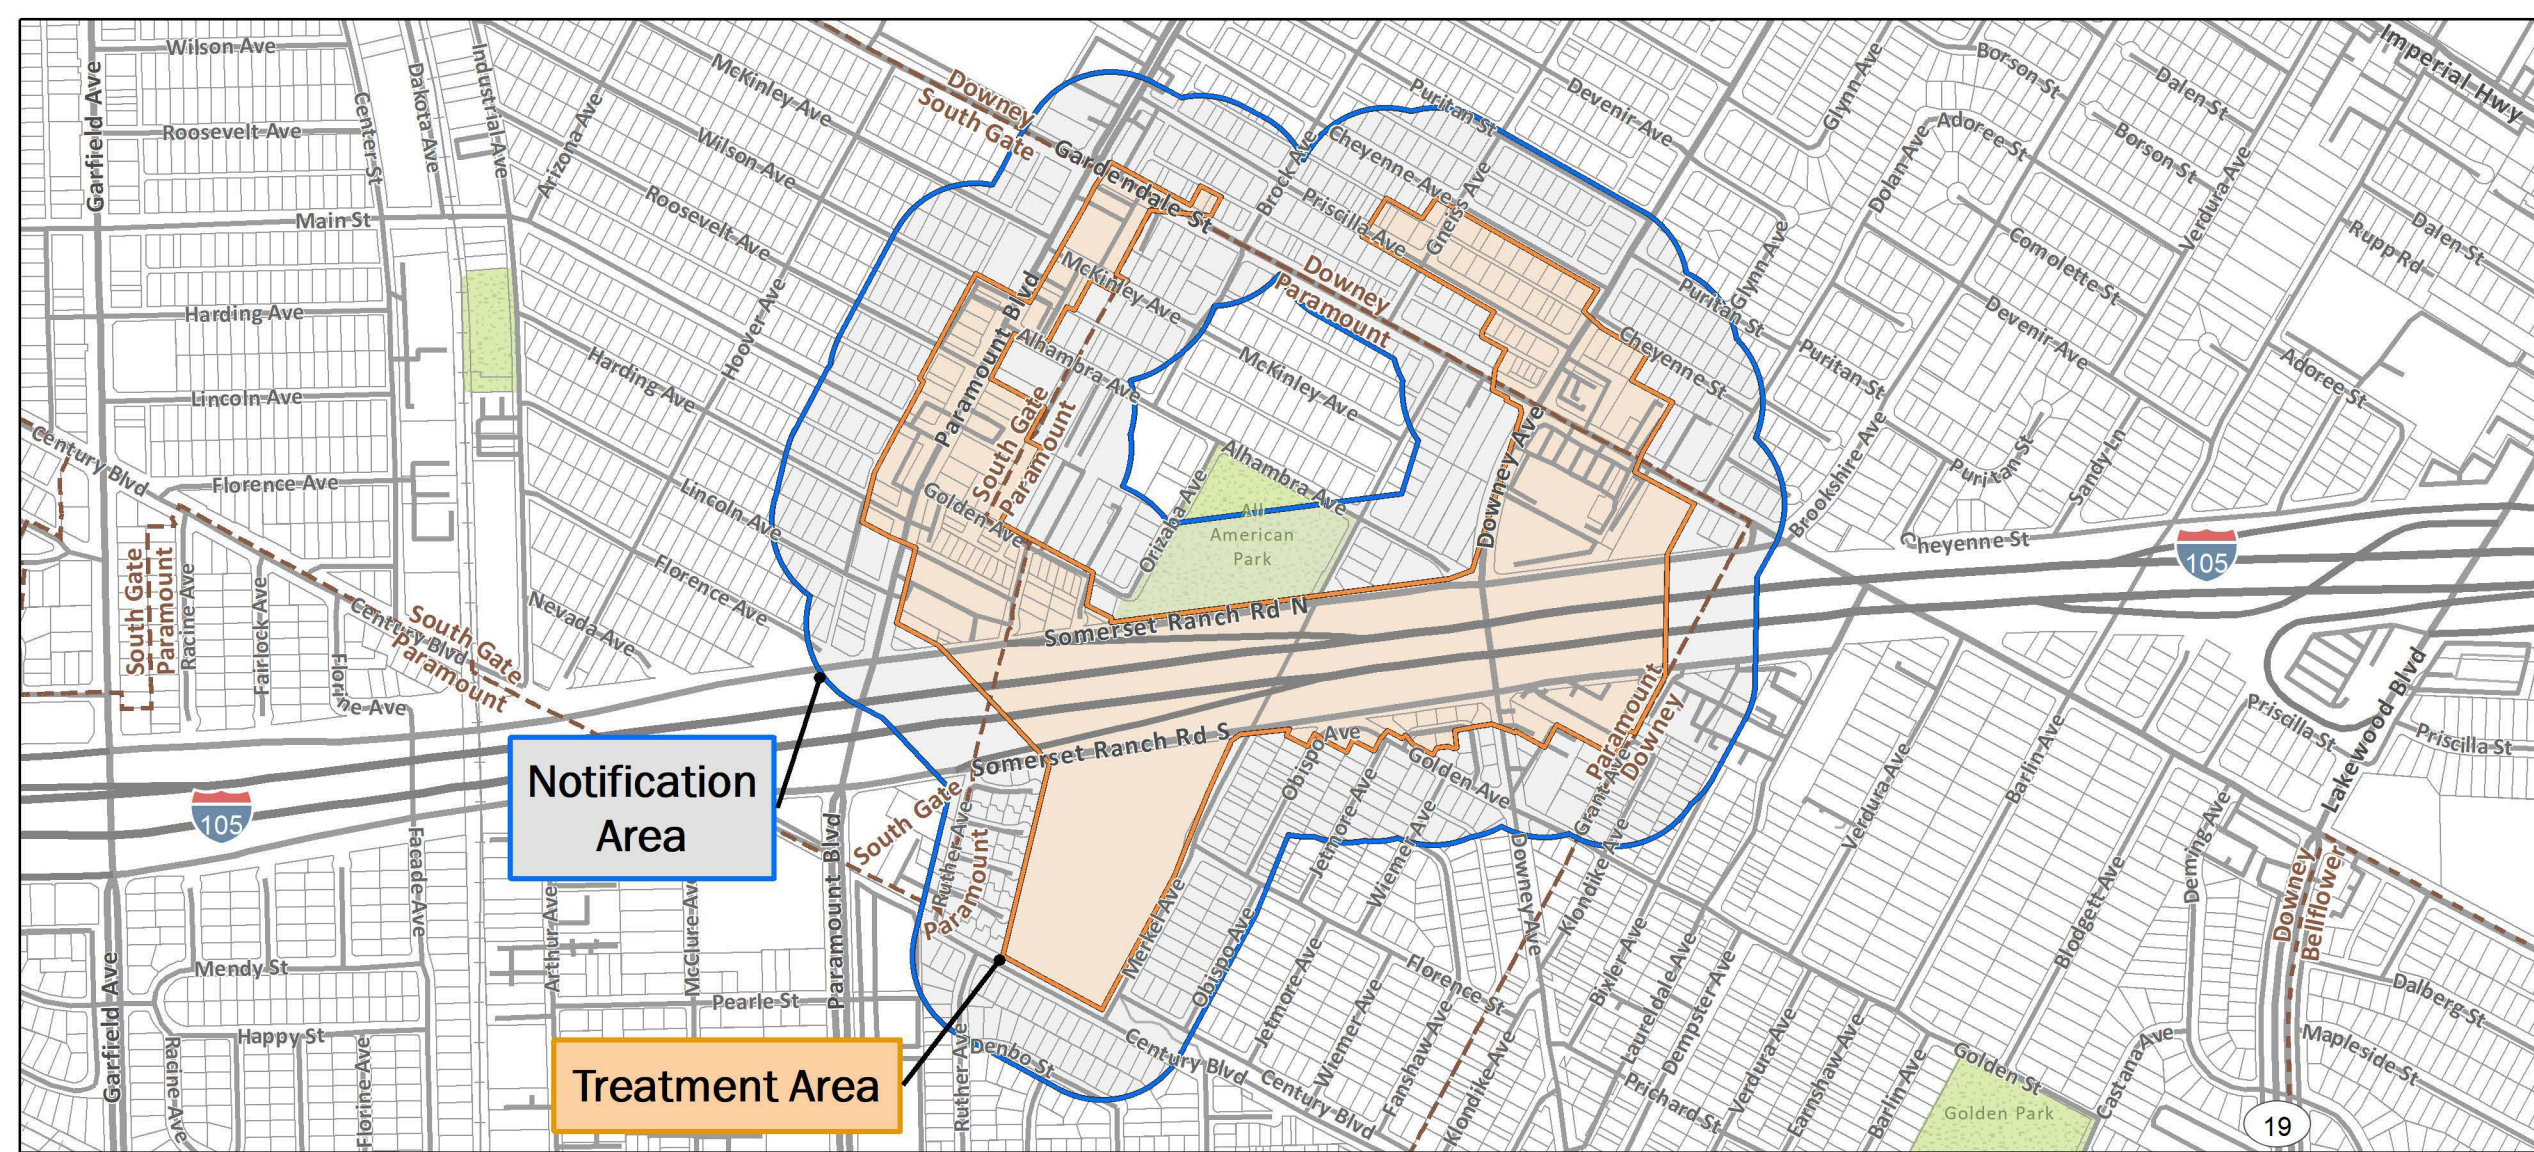 Wilson Ave
Roosevelt Ave
Garfield Ave
Center St
Dakota Ave
Industrial Ave
Arizona Ave
Main St
Harding Ave
Lincoln Ave
Florence Ave
Century Blvd
McKinley Ave
Wilson Ave
Roosevelt Ave
Hoover Ave
Harding Ave
Lincoln Ave
Florence Ave
Nevada Ave
Downey
South Gate
Gardendale St
Brock Ave
Puritan St
Devenir Ave
Cheyenne Ave
Priscilla Ave
Gneiss Ave
Glynn Ave
Borson St
Dalen St
Imperial Hwy
Adoree St
Borson St
Dolan Ave
Verdura Ave
Comolette St
Rupp Rd
Dalen St
Devenir Ave
Adoree St
Glynn Ave
Puritan St
Puritan St
Cheyenne St
Downey
Paramount
McKinley Ave
Paramount Blvd
Alhambra Ave
McKinley Ave
Paramount Blvd
South Gate
Paramount
Golden Ave
Alhambra Ave
Orizaba Ave
All
American
Park
Downey Ave
Brookshire Ave
Puritan St
Sandy Ln
Cheyenne St
105
South Gate
Paramount
Racine Ave
Fairlock Ave
Florine Ave
Century Blvd
South Gate
Paramount
Somerset Ranch Rd N
Somerset Ranch Rd S
Obispo Ave
Golden Ave
Obispo
Jetmore Ave
Wiemer Ave
Paramount
Downey
Grant Ave
Klondike Ave
Downey Ave
Verdura Ave
Barlin Ave
Priscilla St
Lakewood Blvd
Priscilla St
Notification
Area
105
South Gate
Paramount
Ruther Ave
Facade Ave
Arthur Ave
McClure Ave
Paramount Blvd
Merkel Ave
Obispo Ave
Jetmore Ave
Wiemer Ave
Fanshaw Ave
Florence St
Klondike Ave
Bixler Ave
Laureldale Ave
Dempster Ave
Verdura Ave
Earnshaw Ave
Barlin Ave
Blodgett Ave
Deming Ave
Downey
Bellflower
Dalberg St
Mapleside St
Castana Ave
Golden St
Golden Park
Prichard St
Garfield Ave
Mendy St
Happy St
Racine Ave
Florine Ave
Pearle St
Treatment Area
Ruther Ave
Denbo St
Century Blvd
Century Blvd
19